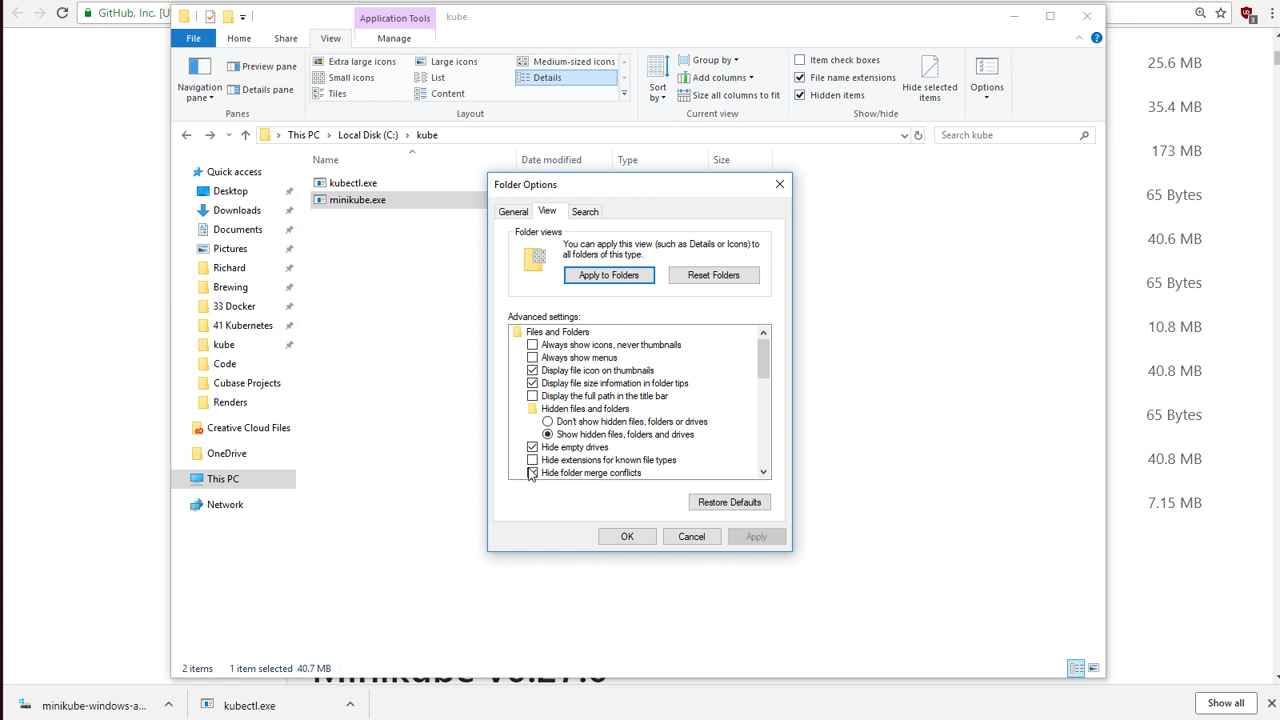 GitHub, Inc. [U
Application Tools
kube
File
Home
Share
View
Manage
Navigation pane
Preview pane
Details pane
Panes
Extra large icons
Large icons
Medium-sized icons
Small icons
List
Details
Tiles
Content
Layout
Sort by
Group by
Add columns
Size all columns to fit
Current view
Item check boxes
File name extensions
Hidden items
Hide selected items
Show/hide
Options
This PC
Local Disk (C:)
kube
Search kube
Name
Date modified
Type
Size
kubectl.exe
minikube.exe
Quick access
Desktop
Downloads
Documents
Pictures
Richard
Brewing
33 Docker
41 Kubernetes
kube
Code
Cubase Projects
Renders
Creative Cloud Files
OneDrive
This PC
Network
Folder Options
General
View
Search
Folder views
You can apply this view (such as Details or Icons) to
all folders of this type.
Apply to Folders
Reset Folders
Advanced settings:
Files and Folders
Always show icons, never thumbnails
Always show menus
Display file icon on thumbnails
Display file size information in folder tips
Display the full path in the title bar
Hidden files and folders
Don't show hidden files, folders or drives
Show hidden files, folders and drives
Hide empty drives
Hide extensions for known file types
Hide folder merge conflicts
Restore Defaults
OK
Cancel
Apply
25.6 MB
35.4 MB
173 MB
65 Bytes
40.6 MB
65 Bytes
10.8 MB
40.8 MB
65 Bytes
40.8 MB
7.15 MB
2 items
1 item selected 40.7 MB
minikube-windows-a...
kubectl.exe
Show all